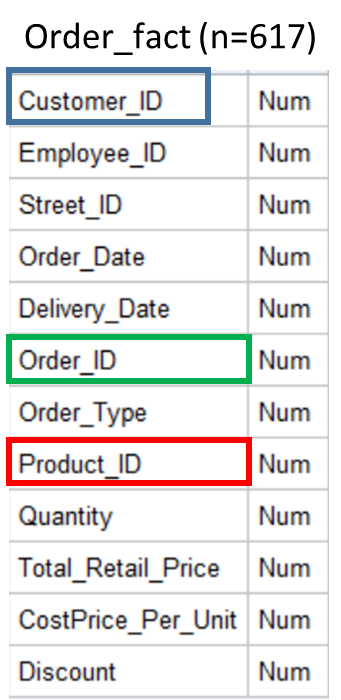 Order_fact (n=617)
Customer_ID Num
Employee_ID Num
Street_ID Num
Order_Date Num
Delivery_Date Num
Order_ID Num
Order_Type Num
Product_ID Num
Quantity Num
Total_Retail_Price Num
CostPrice_Per_Unit Num
Discount Num